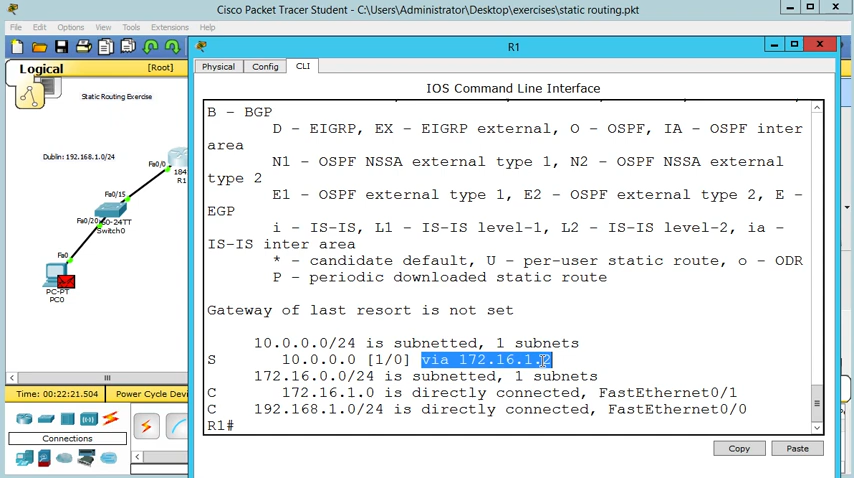 Cisco Packet Tracer Student - C:\Users\Administrator\Desktop\exercises\static routing.pkt
File Edit Options View Tools Extensions Help
R1
Logical
[Root]
Physical Config CLI
IOS Command Line Interface
Static Routing Exercise
Dublin: 192.168.1.0/24
Fa0/0
184
R1
Fa0/15
Fa0/20
60-24TT
Switch0
Fa0
PC-PT
PC0
B - BGP
D - EIGRP, EX - EIGRP external, O - OSPF, IA - OSPF inter
area
N1 - OSPF NSSA external type 1, N2 - OSPF NSSA external
type 2
E1 - OSPF external type 1, E2 - OSPF external type 2, E -
EGP
i - IS-IS, L1 - IS-IS level-1, L2 - IS-IS level-2, ia -
IS-IS inter area
* - candidate default, U - per-user static route, o - ODR
P - periodic downloaded static route
Gateway of last resort is not set
10.0.0.0/24 is subnetted, 1 subnets
S 10.0.0.0 [1/0] via 172.16.1.2
172.16.0.0/24 is subnetted, 1 subnets
C 172.16.1.0 is directly connected, FastEthernet0/1
C 192.168.1.0/24 is directly connected, FastEthernet0/0
R1#
Copy Paste
Time: 00:22:21.504
Power Cycle Dev
Connections